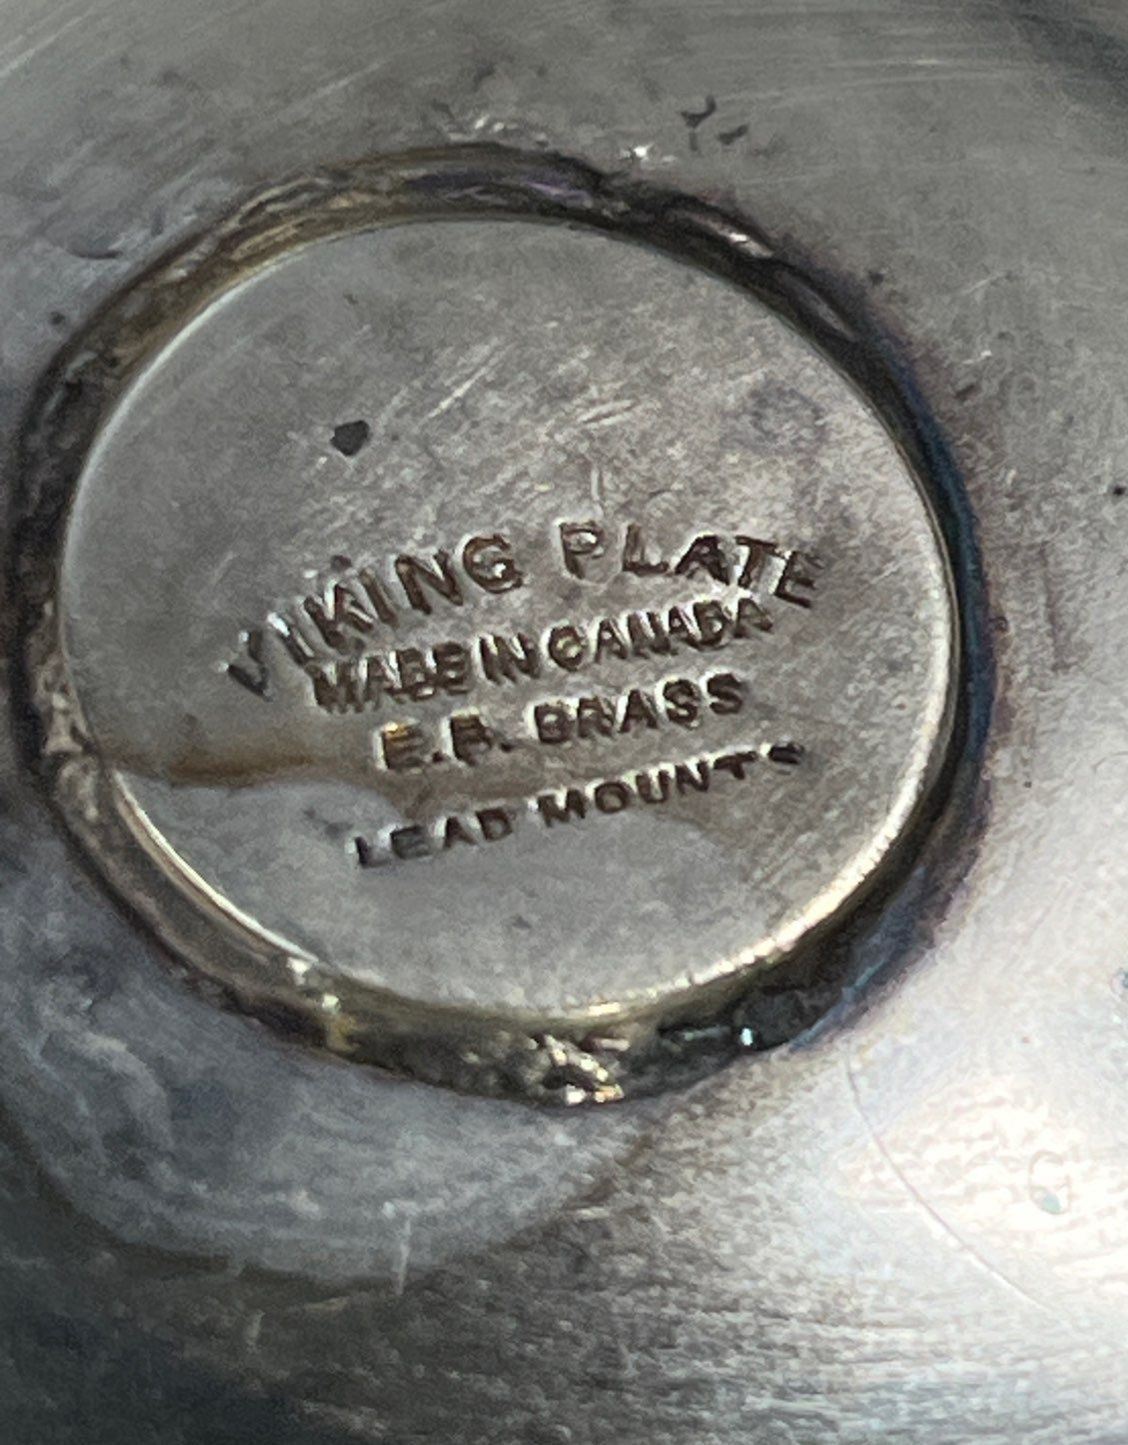 VIKING PLATE
MADE IN CANADA
E.P. BRASS
LEAD MOUNTS